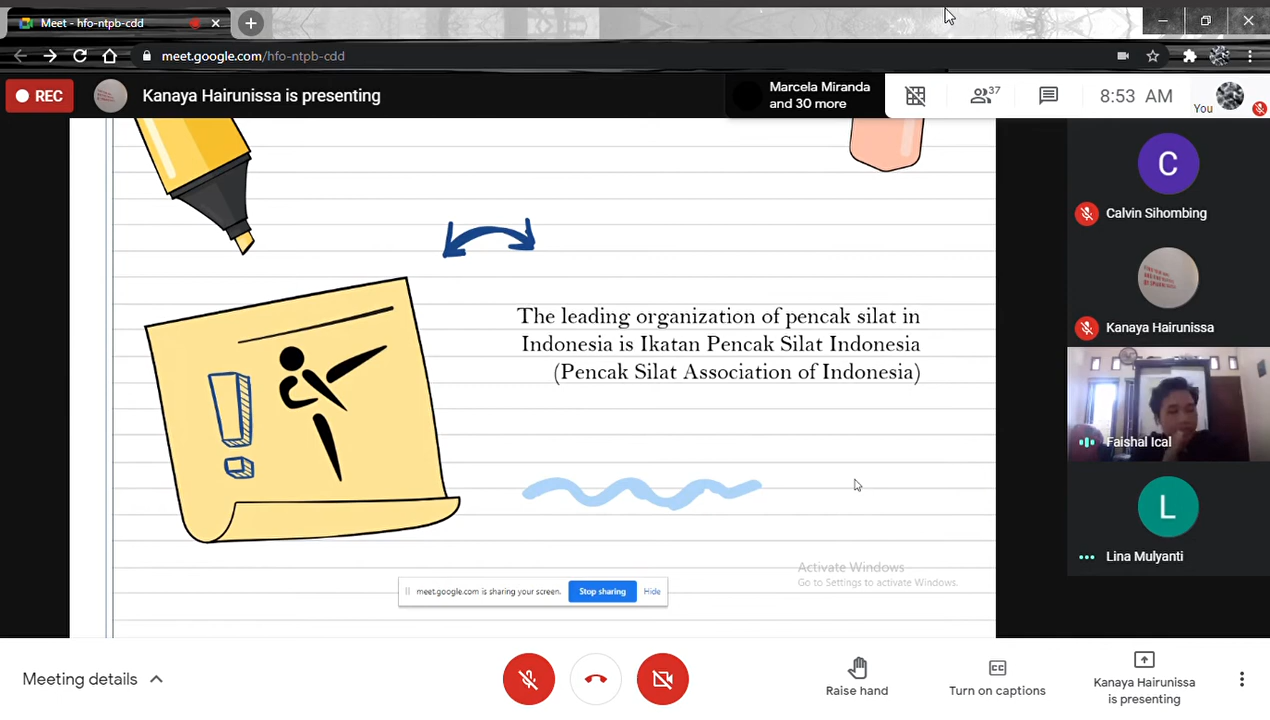 Meet - hfo-ntpb-cdd
meet.google.com/hfo-ntpb-cdd
REC
Kanaya Hairunissa is presenting
Marcela Miranda
and 30 more
37
8:53 AM
You
C
Calvin Sihombing
Kanaya Hairunissa
Faishal Ical
L
Lina Mulyanti
The leading organization of pencak silat in
Indonesia is Ikatan Pencak Silat Indonesia
(Pencak Silat Association of Indonesia)
!
Activate Windows
Go to Settings to activate Windows.
meet.google.com is sharing your screen.
Stop sharing
Hide
Meeting details
Raise hand
CC
Turn on captions
Kanaya Hairunissa
is presenting